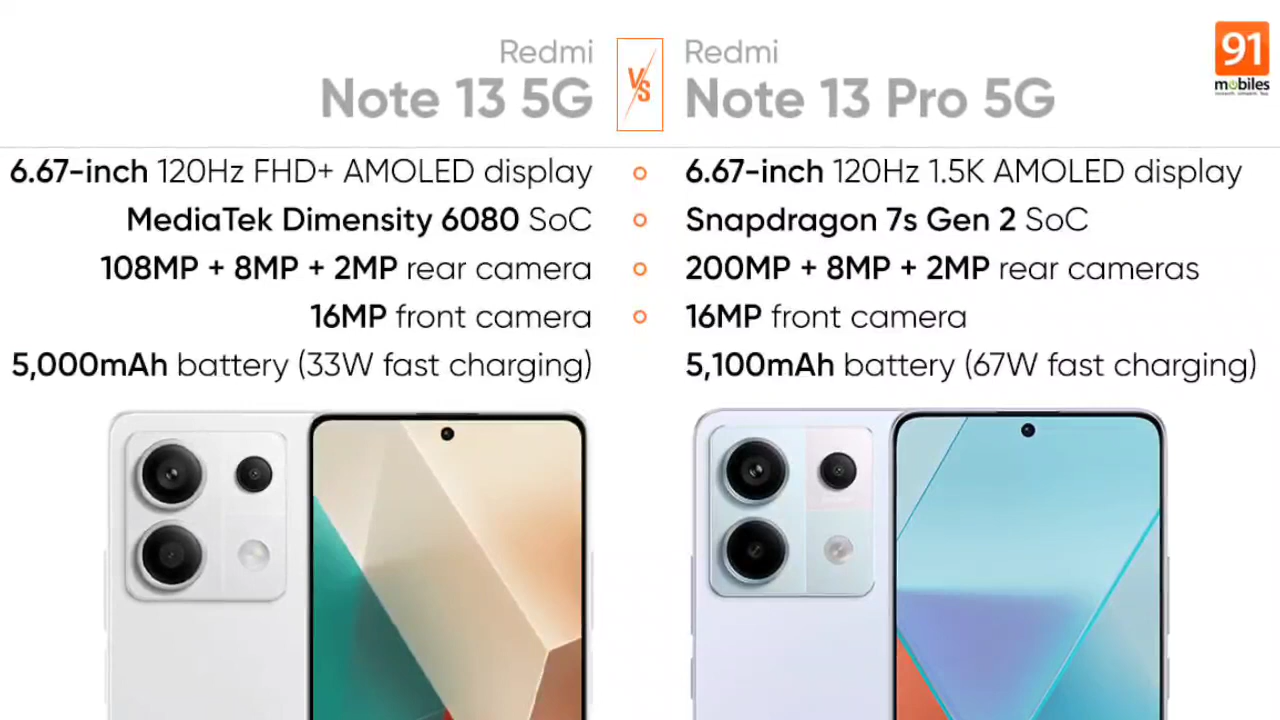 Redmi
Note 13 5G
VS
Redmi
Note 13 Pro 5G
91
mobiles
6.67-inch 120Hz FHD+ AMOLED display
6.67-inch 120Hz 1.5K AMOLED display
MediaTek Dimensity 6080 SoC
Snapdragon 7s Gen 2 SoC
108MP + 8MP + 2MP rear camera
200MP + 8MP + 2MP rear cameras
16MP front camera
16MP front camera
5,000mAh battery (33W fast charging)
5,100mAh battery (67W fast charging)